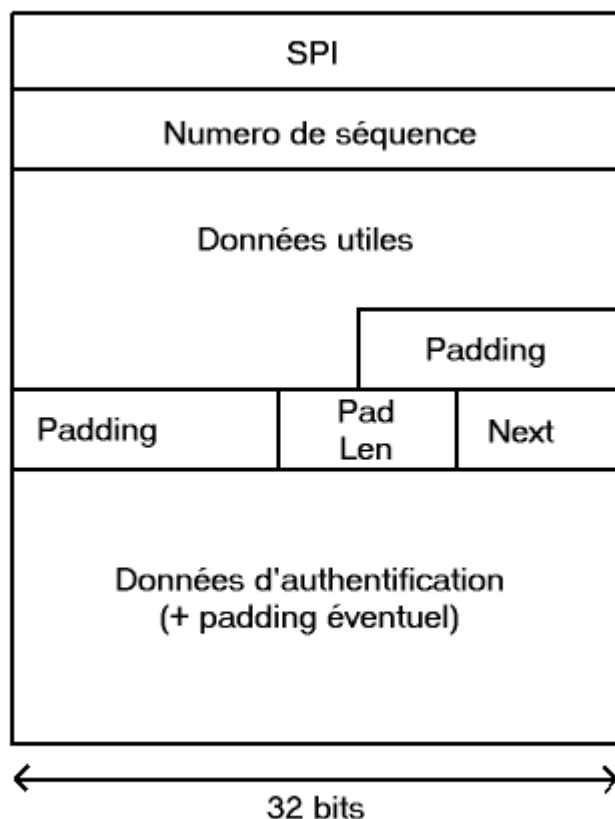 SPI
Numero de séquence
Données utiles
Padding
Padding
Pad
Len
Next
Données d'authentification
(+ padding éventuel)
32 bits